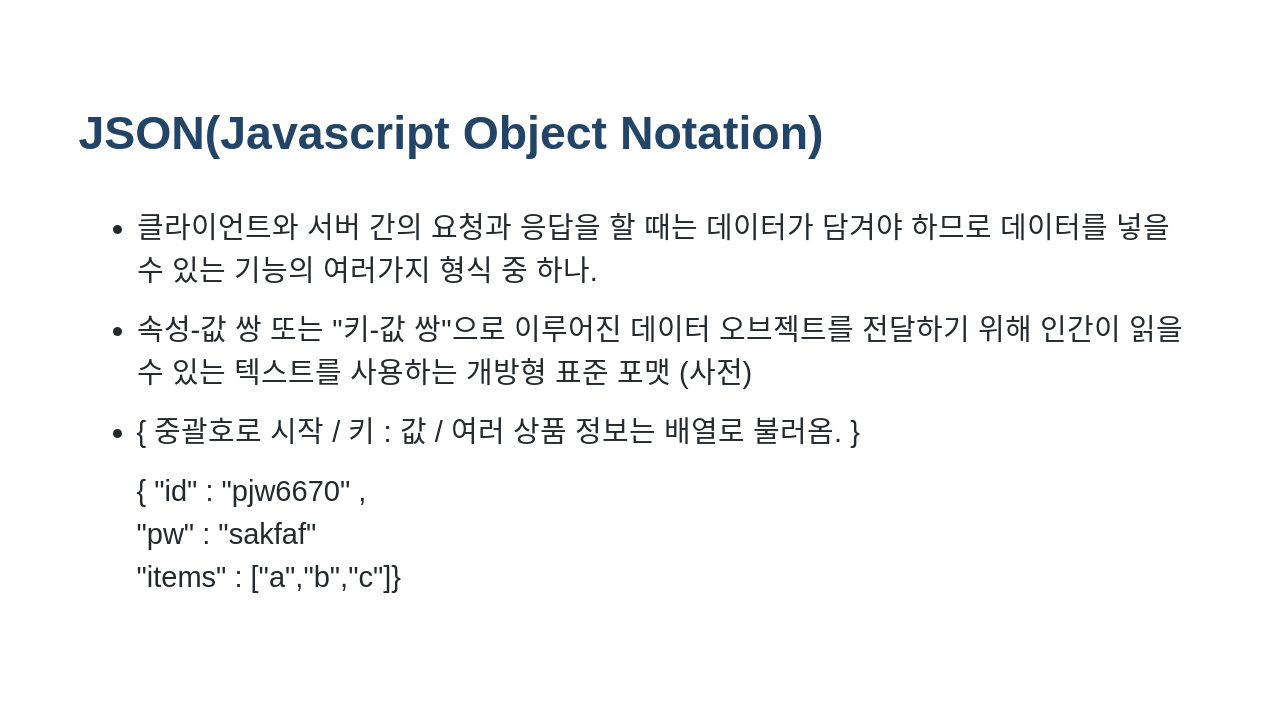 JSON(Javascript Object Notation)
• 클라이언트와 서버 간의 요청과 응답을 할 때는 데이터가 담겨야 하므로 데이터를 넣을
수 있는 기능의 여러가지 형식 중 하나.
• 속성-값 쌍 또는 "키-값 쌍"으로 이루어진 데이터 오브젝트를 전달하기 위해 인간이 읽을
수 있는 텍스트를 사용하는 개방형 표준 포맷 (사전)
• { 중괄호로 시작 / 키 : 값 / 여러 상품 정보는 배열로 불러옴. }
{ "id" : "pjw6670" ,
"pw" : "sakfaf"
"items" : ["a","b","c"]}